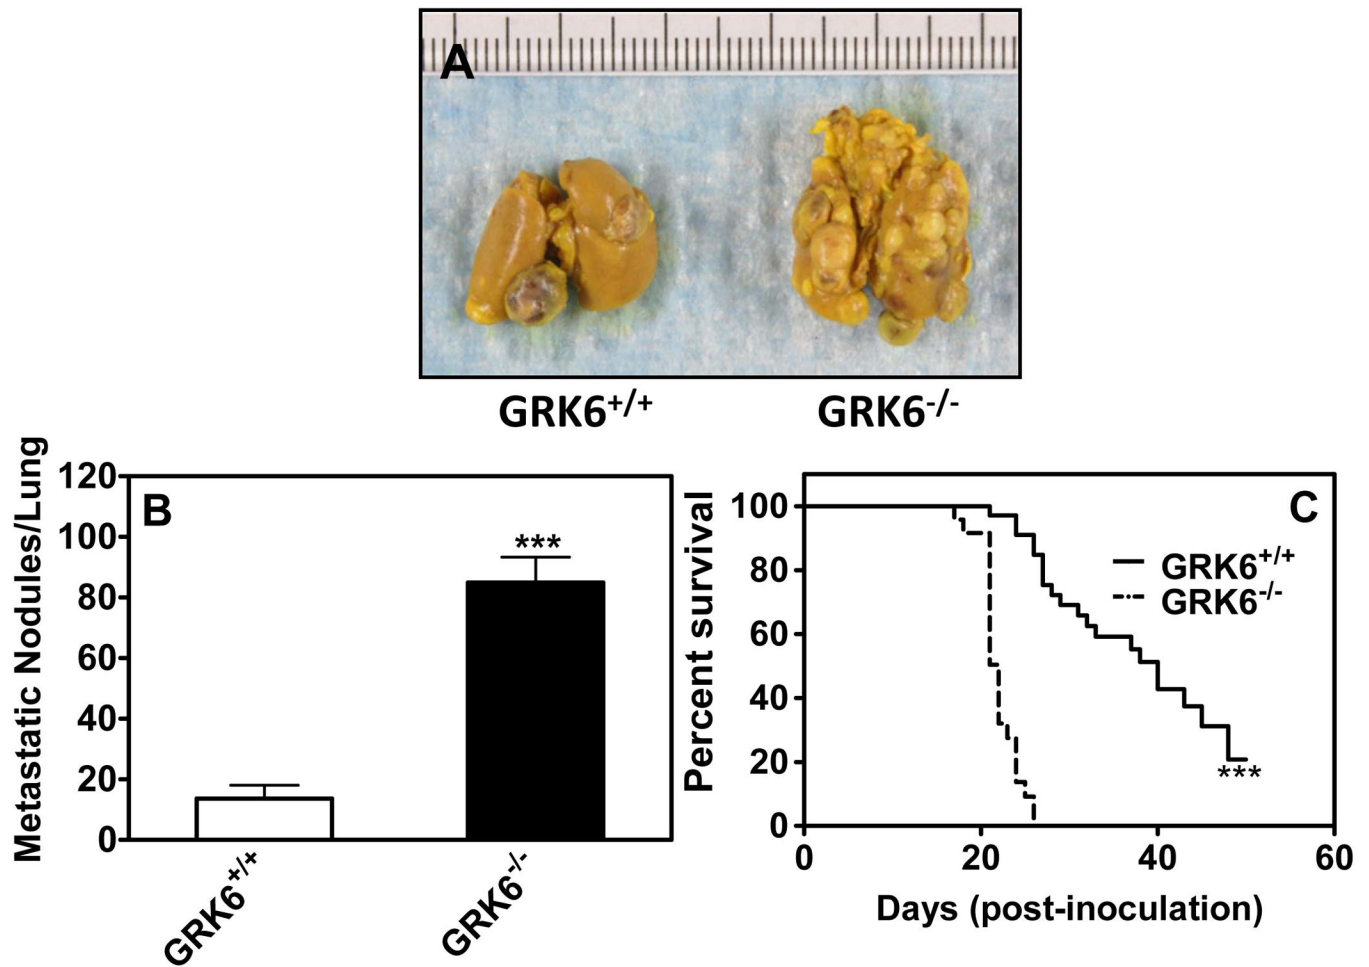 A
GRK6+/+
GRK6-/-
Metastatic Nodules/Lung
120
100
80
60
40
20
0
B
***
GRK6+/+
GRK6-/-
Percent survival
100
80
60
40
20
0
C
GRK6+/+
GRK6-/-
***
0
20
40
60
Days (post-inoculation)